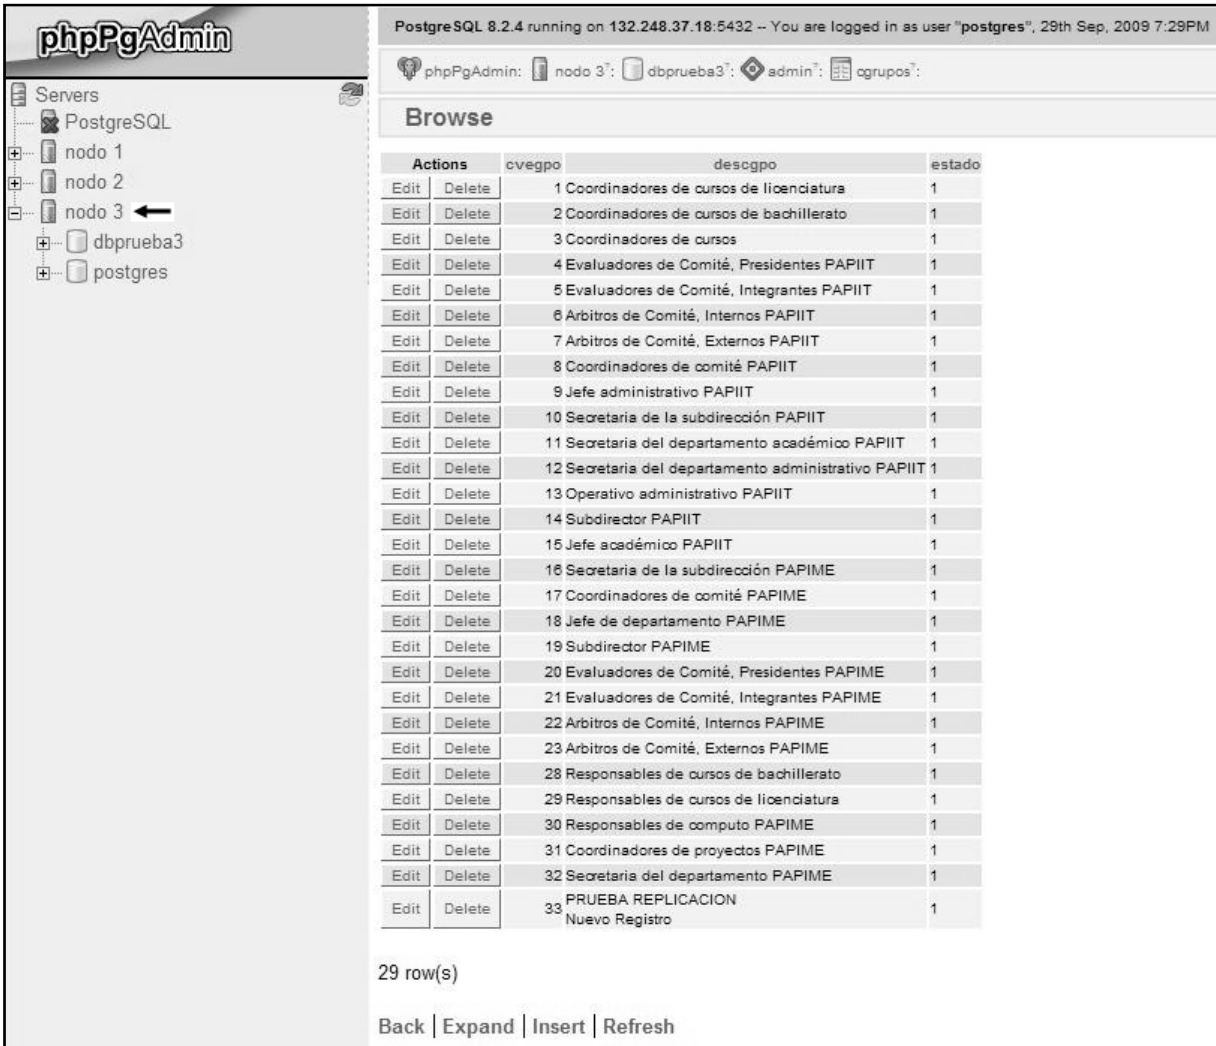 phpPgAdmin
Servers
PostgreSQL
nodo 1
nodo 2
nodo 3
dbprueba3
postgres
PostgreSQL 8.2.4 running on 132.248.37.18:5432 -- You are logged in as user "postgres", 29th Sep, 2009 7:29PM
phpPgAdmin: nodo 3?: dbprueba3?: admin?: cgrupos?:
Browse
Actions cvegpo descgpo estado
Edit Delete 1 Coordinadores de cursos de licenciatura 1
Edit Delete 2 Coordinadores de cursos de bachillerato 1
Edit Delete 3 Coordinadores de cursos 1
Edit Delete 4 Evaluadores de Comité, Presidentes PAPIIT 1
Edit Delete 5 Evaluadores de Comité, Integrantes PAPIIT 1
Edit Delete 6 Arbitros de Comité, Internos PAPIIT 1
Edit Delete 7 Arbitros de Comité, Externos PAPIIT 1
Edit Delete 8 Coordinadores de comité PAPIIT 1
Edit Delete 9 Jefe administrativo PAPIIT 1
Edit Delete 10 Secretaria de la subdirección PAPIIT 1
Edit Delete 11 Secretaria del departamento académico PAPIIT 1
Edit Delete 12 Secretaria del departamento administrativo PAPIIT 1
Edit Delete 13 Operativo administrativo PAPIIT 1
Edit Delete 14 Subdirector PAPIIT 1
Edit Delete 15 Jefe académico PAPIIT 1
Edit Delete 16 Secretaria de la subdirección PAPIME 1
Edit Delete 17 Coordinadores de comité PAPIME 1
Edit Delete 18 Jefe de departamento PAPIME 1
Edit Delete 19 Subdirector PAPIME 1
Edit Delete 20 Evaluadores de Comité, Presidentes PAPIME 1
Edit Delete 21 Evaluadores de Comité, Integrantes PAPIME 1
Edit Delete 22 Arbitros de Comité, Internos PAPIME 1
Edit Delete 23 Arbitros de Comité, Externos PAPIME 1
Edit Delete 28 Responsables de cursos de bachillerato 1
Edit Delete 29 Responsables de cursos de licenciatura 1
Edit Delete 30 Responsables de computo PAPIME 1
Edit Delete 31 Coordinadores de proyectos PAPIME 1
Edit Delete 32 Secretaria del departamento PAPIME 1
Edit Delete 33 PRUEBA REPLICACION 1
Nuevo Registro
29 row(s)
Back | Expand | Insert | Refresh